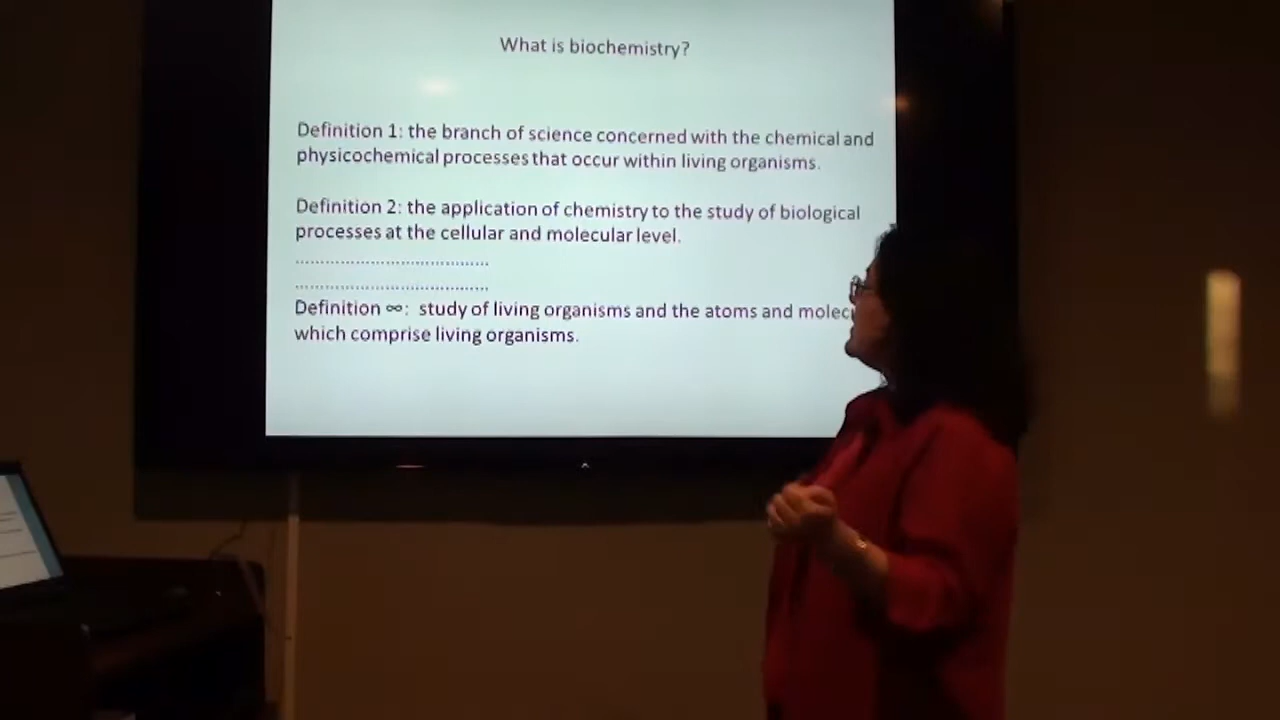 What is biochemistry?
Definition 1: the branch of science concerned with the chemical and
physicochemical processes that occur within living organisms.
Definition 2: the application of chemistry to the study of biological
processes at the cellular and molecular level.
......................................
......................................
Definition ∞: study of living organisms and the atoms and
which comprise living organisms.